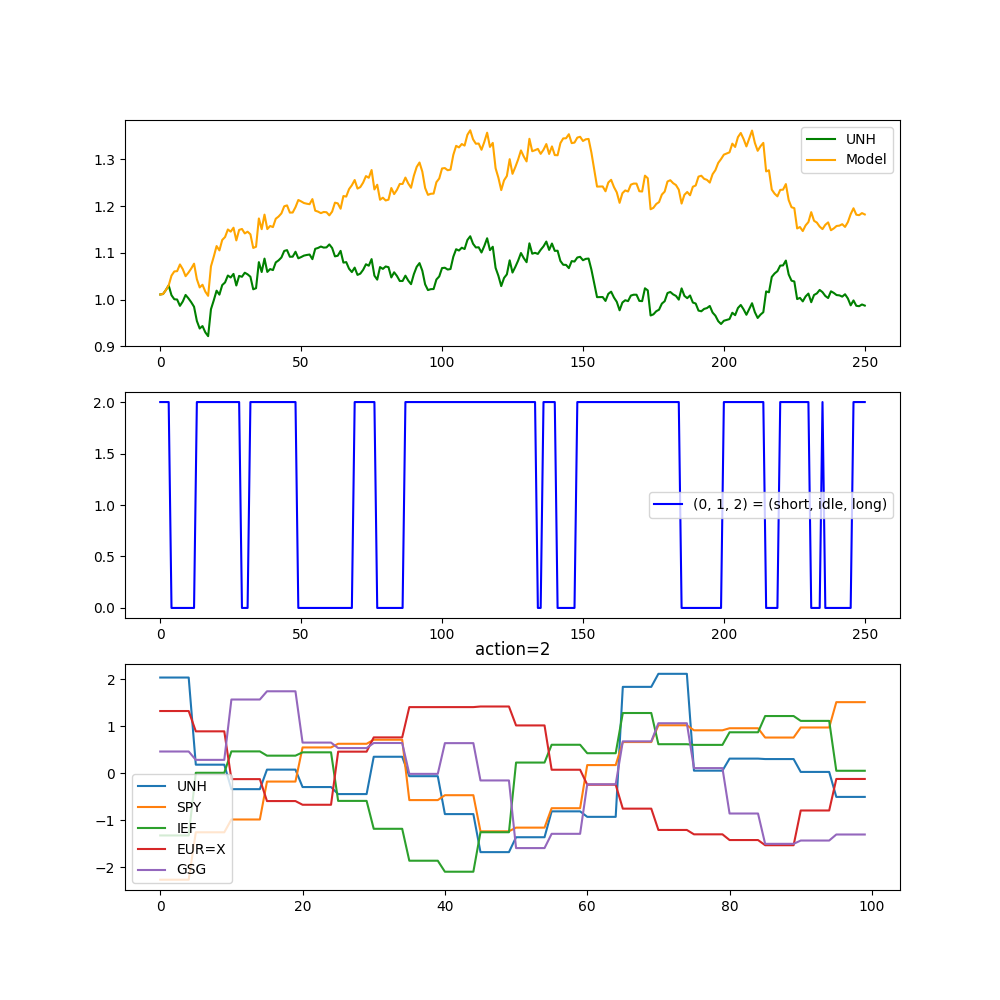 1.3
1.2
1.1
1.0
0.9
UNH
Model
0 50 100 150 200 250
2.0
1.5
1.0
0.5
0.0
(0, 1, 2) = (short, idle, long)
0 50 100 150 200 250
action=2
2
1
0
−1
−2
UNH
SPY
IEF
EUR=X
GSG
0 20 40 60 80 100